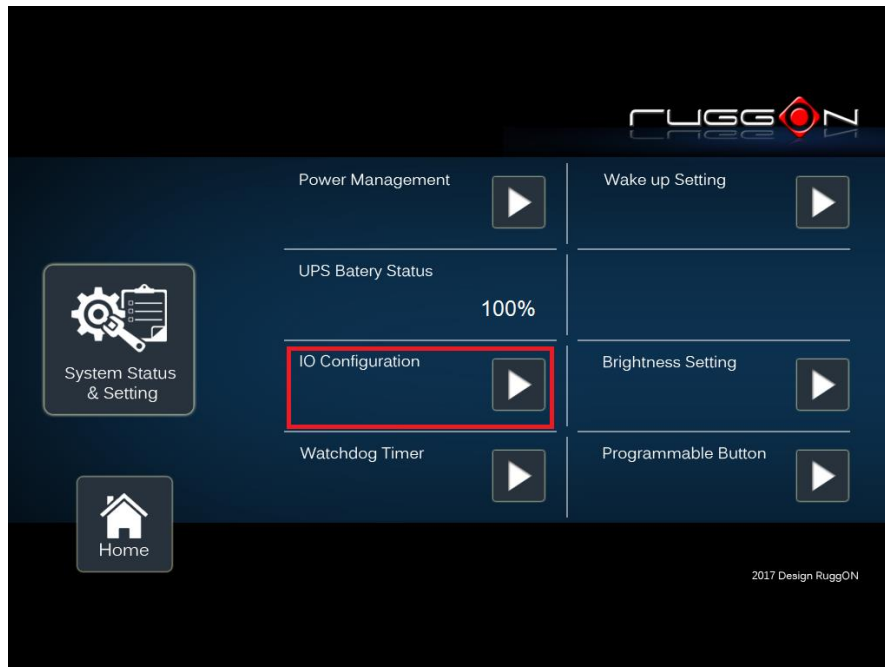 RUGGON
Power Management
Wake up Setting
UPS Batery Status
100%
IO Configuration
Brightness Setting
System Status
& Setting
Watchdog Timer
Programmable Button
Home
2017 Design RuggON